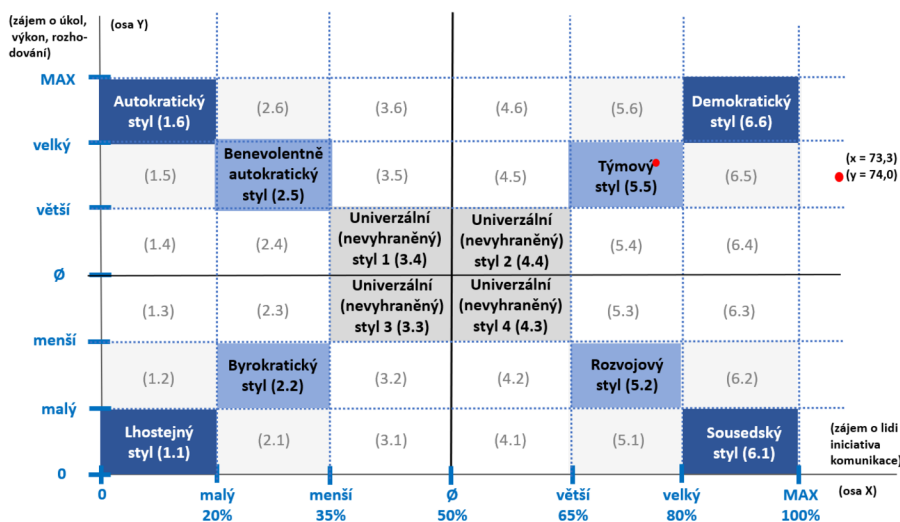 (zájem o úkol,
výkon, rozho-
dování)
(osa Y)
MAX
Autokratický
styl (1.6)
(2.6)
(3.6)
(4.6)
(5.6)
Demokratický
styl (6.6)
velký
(1.5)
Benevolentně
autokratický
styl (2.5)
(3.5)
(4.5)
Týmový
styl (5.5)
(6.5)
(x = 73,3)
(y = 74,0)
větší
(1.4)
(2.4)
Univerzální
(nevyhraněný)
styl 1 (3.4)
Univerzální
(nevyhraněný)
styl 2 (4.4)
(5.4)
(6.4)
Ø
(1.3)
(2.3)
Univerzální
(nevyhraněný)
styl 3 (3.3)
Univerzální
(nevyhraněný)
styl 4 (4.3)
(5.3)
(6.3)
menší
(1.2)
Byrokratický
styl (2.2)
(3.2)
(4.2)
Rozvojový
styl (5.2)
(6.2)
malý
Lhostejný
styl (1.1)
(2.1)
(3.1)
(4.1)
(5.1)
Sousedský
styl (6.1)
(zájem o lidi
iniciativa
komunikace)
0
0
malý
20%
menší
35%
Ø
50%
větší
65%
velký
80%
MAX
100%
(osa X)